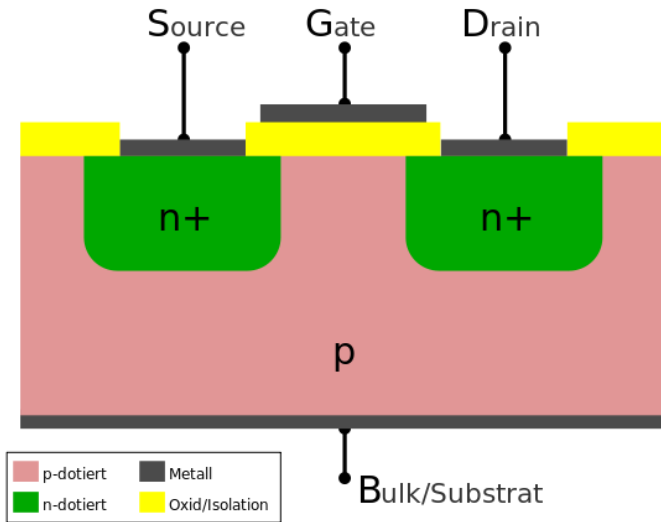 Source Gate Drain
n+ n+
p
Bulk/Substrat
p-dotiert Metall
n-dotiert Oxid/Isolation